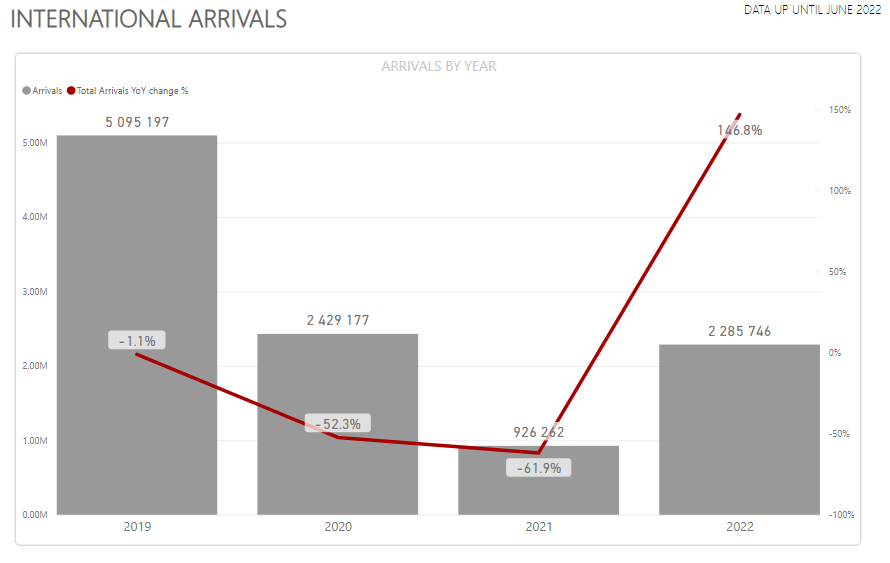 INTERNATIONAL ARRIVALS
DATA UP UNTIL JUNE 2022
ARRIVALS BY YEAR
Arrivals Total Arrivals YoY change %
5 095 197
2 429 177
926 262
2 285 746
-1.1%
-52.3%
-61.9%
146.8%
5.00M
4.00M
3.00M
2.00M
1.00M
0.00M
150%
100%
50%
0%
-50%
-100%
2019 2020 2021 2022